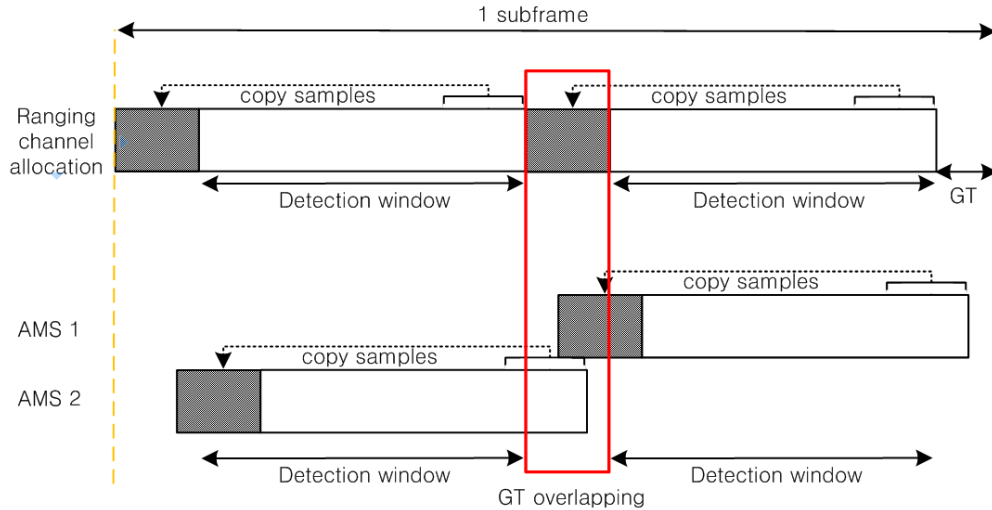 1 subframe
copy samples
copy samples
Ranging
channel
allocation
Detection window
Detection window
GT
copy samples
AMS 1
copy samples
AMS 2
Detection window
Detection window
GT overlapping